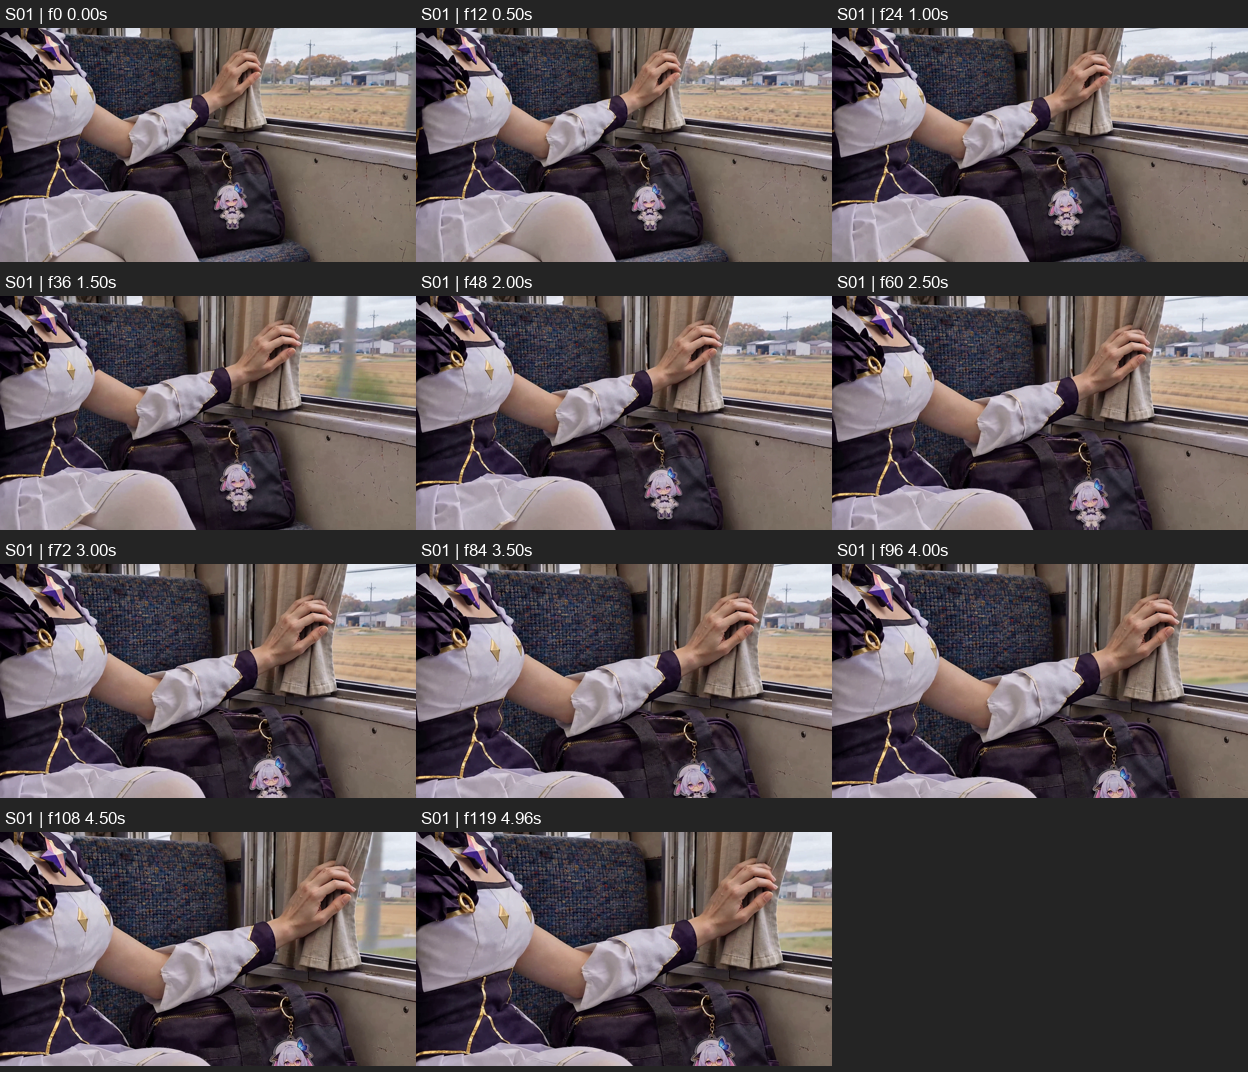 S01 | f0 0.00s
S01 | f12 0.50s
S01 | f24 1.00s
S01 | f36 1.50s
S01 | f48 2.00s
S01 | f60 2.50s
S01 | f72 3.00s
S01 | f84 3.50s
S01 | f96 4.00s
S01 | f108 4.50s
S01 | f119 4.96s